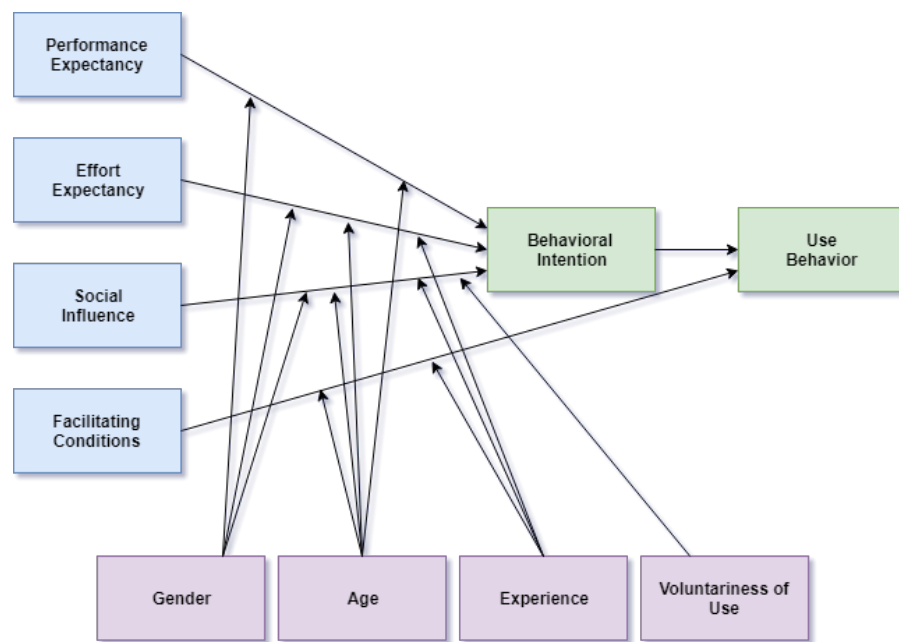 Performance
Expectancy
Effort
Expectancy
Social
Influence
Facilitating
Conditions
Behavioral
Intention
Use
Behavior
Gender
Age
Experience
Voluntariness of
Use